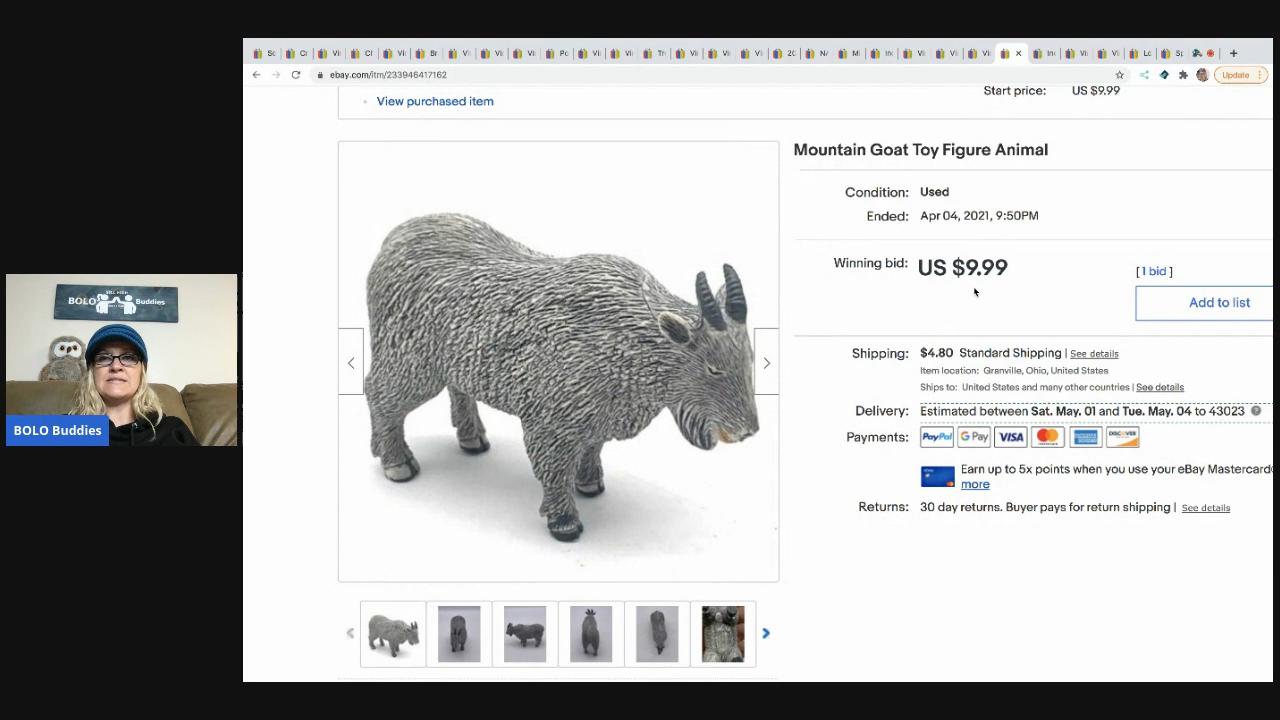 ebay.com/itm/233946417162
Update
View purchased item
Start price: US $9.99
Mountain Goat Toy Figure Animal
Condition: Used
Ended: Apr 04, 2021, 9:50PM
Winning bid: US $9.99 [ 1 bid ]
Add to list
Shipping: $4.80 Standard Shipping | See details
Item location: Granville, Ohio, United States
Ships to: United States and many other countries | See details
Delivery: Estimated between Sat. May. 01 and Tue. May. 04 to 43023
Payments: PayPal G Pay VISA
Earn up to 5x points when you use your eBay Mastercard
more
Returns: 30 day returns. Buyer pays for return shipping | See details
BOLO Buddies
BOLO Buddies